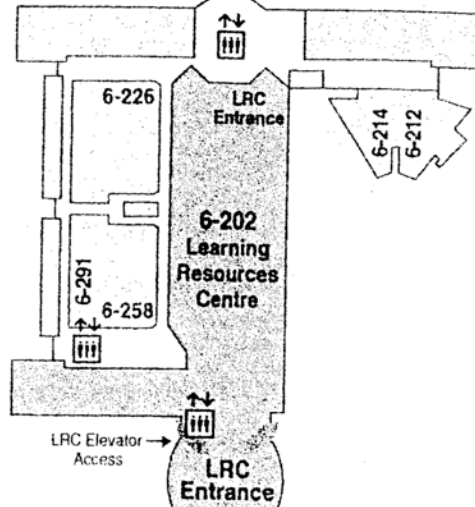 6-226
LRC
Entrance
6-214
6-212
6-202
Learning
Resources
Centre
6-291
6-258
LRC Elevator
Access
LRC
Entrance